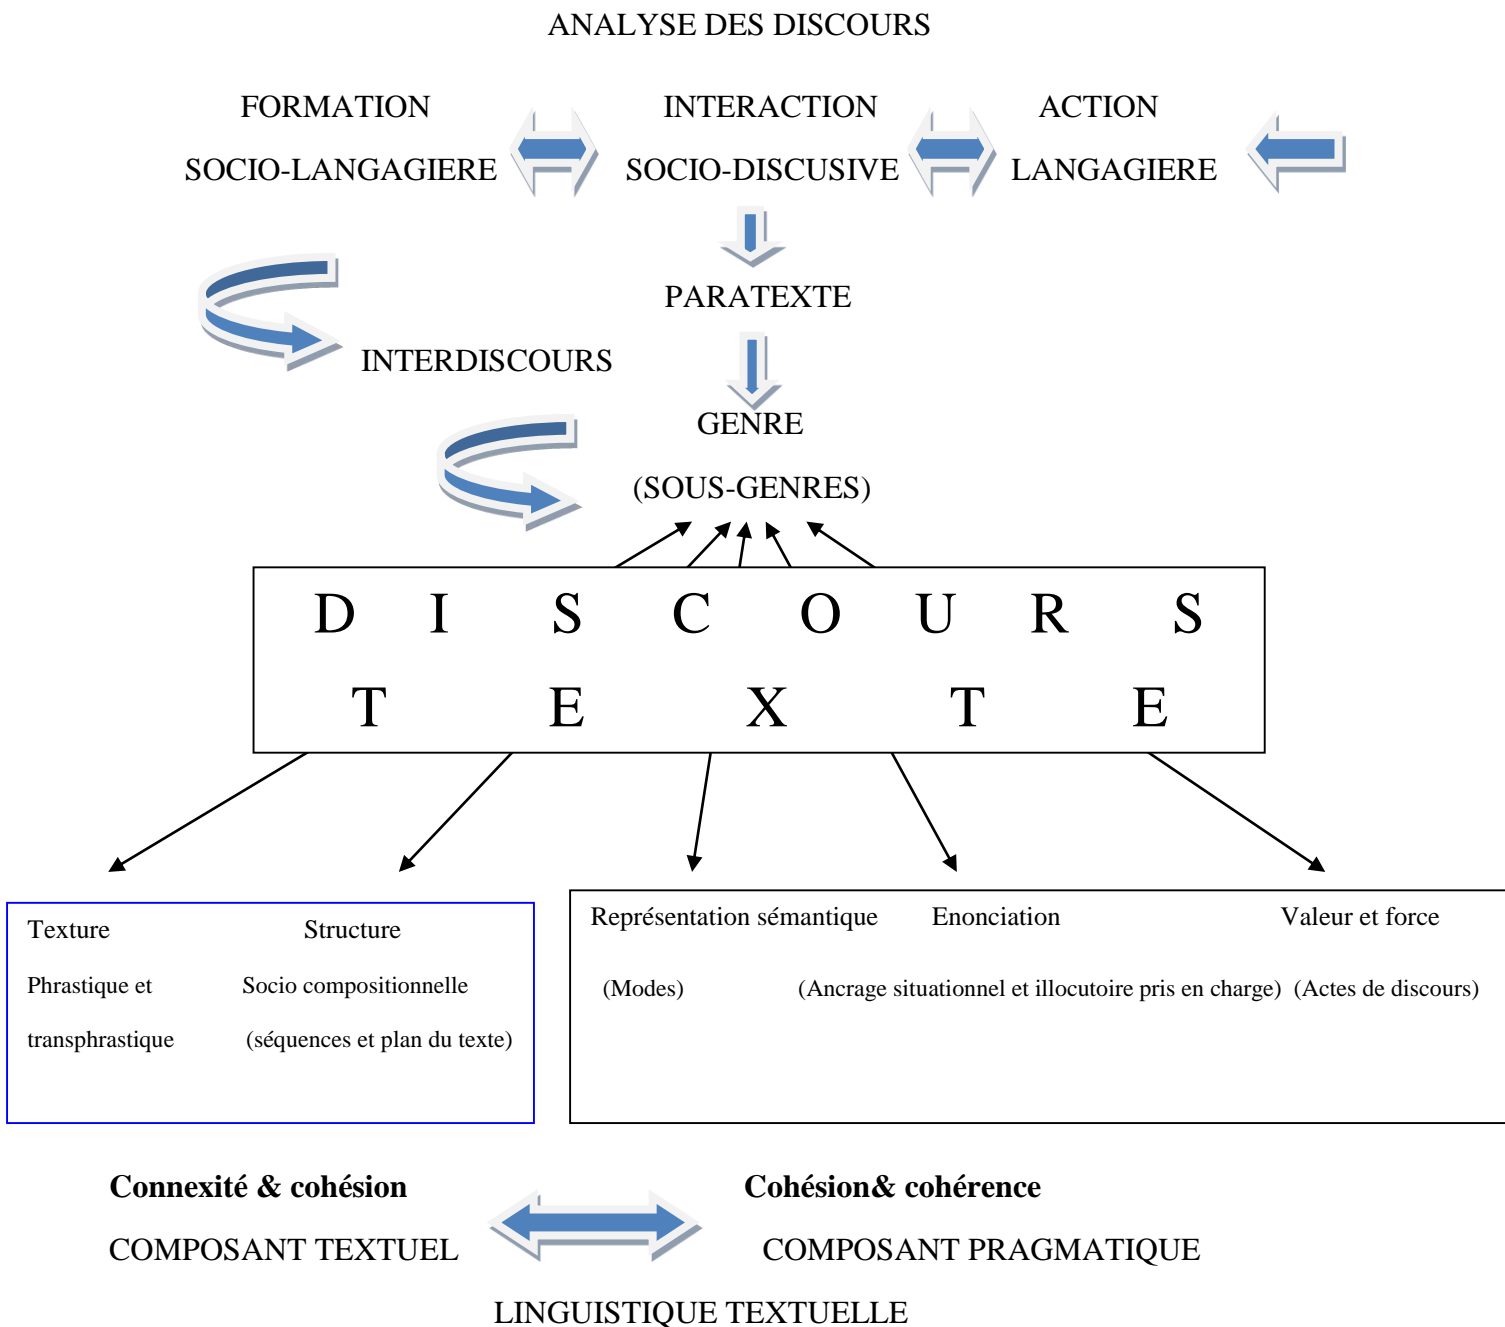 ANALYSE DES DISCOURS
FORMATION INTERACTION ACTION
SOCIO-LANGAGIERE SOCIO-DISCUSIVE LANGAGIERE
PARATEXTE
INTERDISCOURS
GENRE
(SOUS-GENRES)
D I S C O U R S
T E X T E
Texture Structure
Phrastique et Socio compositionnelle
transphrastique (séquences et plan du texte)
Représentation sémantique Enonciation Valeur et force
(Modes) (Ancrage situationnel et illocutoire pris en charge) (Actes de discours)
Connexité & cohésion Cohésion& cohérence
COMPOSANT TEXTUEL COMPOSANT PRAGMATIQUE
LINGUISTIQUE TEXTUELLE